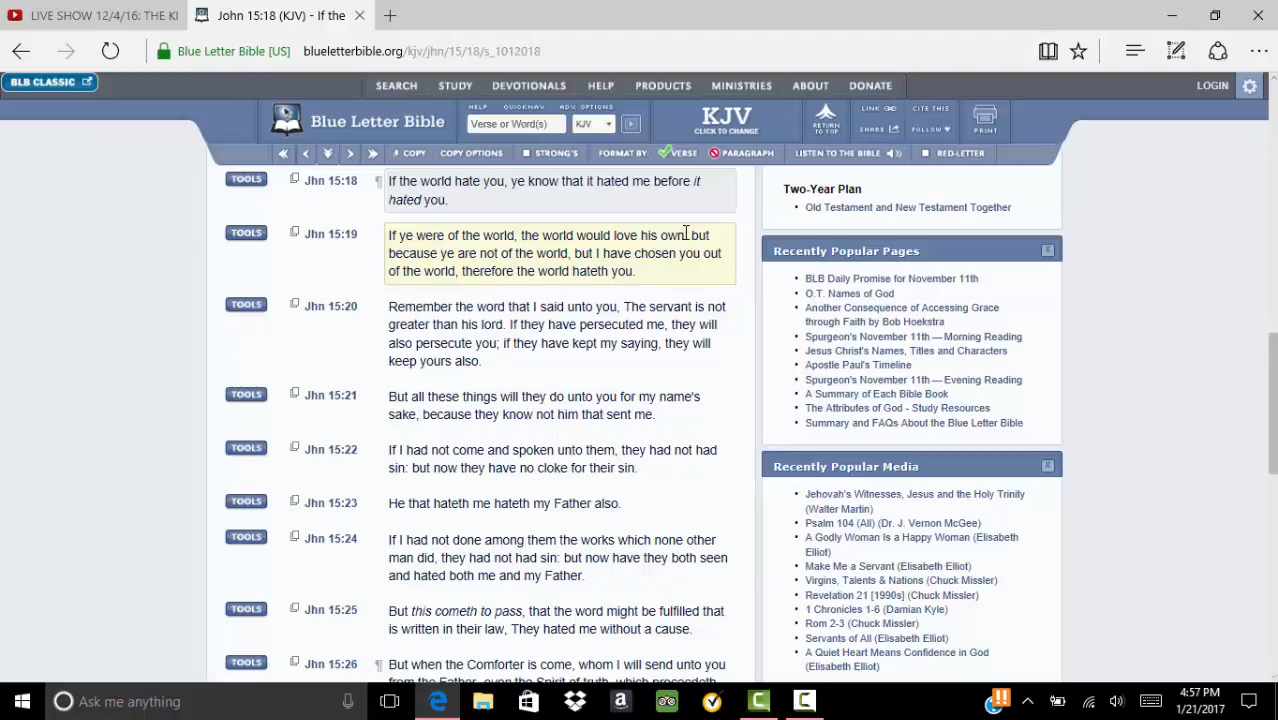 LIVE SHOW 12/4/16: THE KI
John 15:18 (KJV) - If the
Blue Letter Bible [US]
blueletterbible.org/kjv/jhn/15/18/s_1012018
BLB CLASSIC
SEARCH STUDY DEVOTIONALS HELP PRODUCTS MINISTRIES ABOUT DONATE
LOGIN
Blue Letter Bible
HELP QUICKNAV ADV. OPTIONS
Verse or Word(s)
KJV
KJV
CLICK TO CHANGE
RETURN
TO TOP
LINK
CITE THIS
SHARE
FOLLOW
PRINT
COPY COPY OPTIONS STRONG'S FORMAT BY VERSE PARAGRAPH LISTEN TO THE BIBLE RED-LETTER
TOOLS Jhn 15:18 ¶ If the world hate you, ye know that it hated me before it
hated you.
TOOLS Jhn 15:19 If ye were of the world, the world would love his own: but
because ye are not of the world, but I have chosen you out
of the world, therefore the world hateth you.
TOOLS Jhn 15:20 Remember the word that I said unto you, The servant is not
greater than his lord. If they have persecuted me, they will
also persecute you; if they have kept my saying, they will
keep yours also.
TOOLS Jhn 15:21 But all these things will they do unto you for my name's
sake, because they know not him that sent me.
TOOLS Jhn 15:22 If I had not come and spoken unto them, they had not had
sin: but now they have no cloke for their sin.
TOOLS Jhn 15:23 He that hateth me hateth my Father also.
TOOLS Jhn 15:24 If I had not done among them the works which none other
man did, they had not had sin: but now have they both seen
and hated both me and my Father.
TOOLS Jhn 15:25 But this cometh to pass, that the word might be fulfilled that
is written in their law, They hated me without a cause.
TOOLS Jhn 15:26 ¶ But when the Comforter is come, whom I will send unto you
from the Father, even the Spirit of truth, which proceedeth
Two-Year Plan
• Old Testament and New Testament Together
Recently Popular Pages
• BLB Daily Promise for November 11th
• O.T. Names of God
• Another Consequence of Accessing Grace
through Faith by Bob Hoekstra
• Spurgeon's November 11th — Morning Reading
• Jesus Christ's Names, Titles and Characters
• Apostle Paul's Timeline
• Spurgeon's November 11th — Evening Reading
• A Summary of Each Bible Book
• The Attributes of God - Study Resources
• Summary and FAQs About the Blue Letter Bible
Recently Popular Media
• Jehovah's Witnesses, Jesus and the Holy Trinity
(Walter Martin)
• Psalm 104 (All) (Dr. J. Vernon McGee)
• A Godly Woman Is a Happy Woman (Elisabeth
Elliot)
• Make Me a Servant (Elisabeth Elliot)
• Virgins, Talents & Nations (Chuck Missler)
• Revelation 21 [1990s] (Chuck Missler)
• 1 Chronicles 1-6 (Damian Kyle)
• Rom 2-3 (Chuck Missler)
• Servants of All (Elisabeth Elliot)
• A Quiet Heart Means Confidence in God
(Elisabeth Elliot)
Ask me anything
4:57 PM
1/21/2017